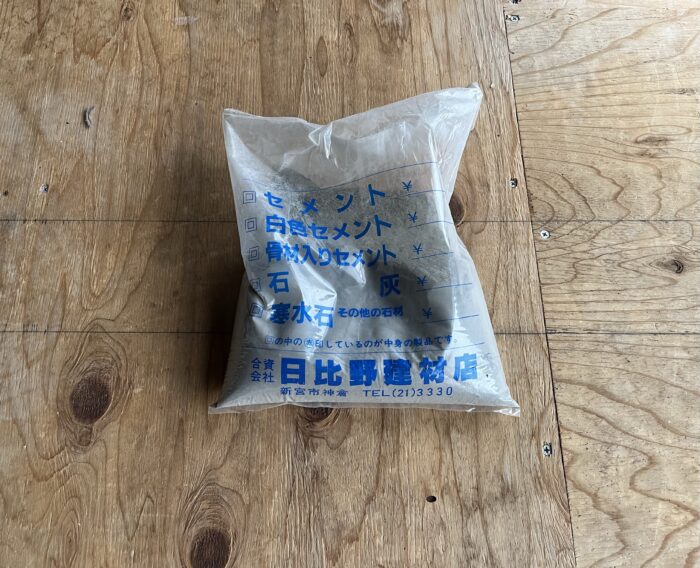 セメント ¥
白色セメント ¥
骨材入りセメント ¥
石灰 ¥
寒水石 その他の石材 ¥
の中の 印しているのが中身の製品です
合資会社 日比野建材店
新宮市神倉 TEL(21)3330